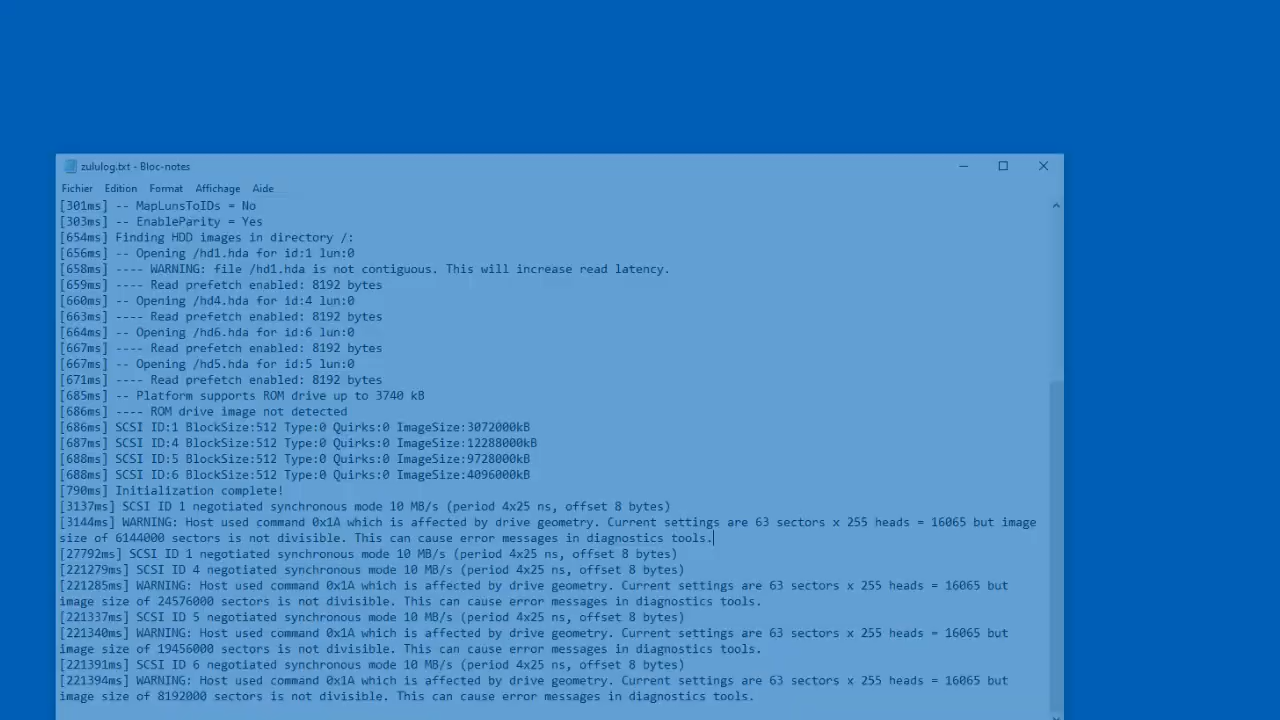 zululog.txt - Bloc-notes
Fichier Edition Format Affichage Aide
[301ms] -- MapLunsToIDs = No
[303ms] -- EnableParity = Yes
[654ms] Finding HDD images in directory /:
[656ms] -- Opening /hd1.hda for id:1 lun:0
[658ms] ---- WARNING: file /hd1.hda is not contiguous. This will increase read latency.
[659ms] ---- Read prefetch enabled: 8192 bytes
[660ms] -- Opening /hd4.hda for id:4 lun:0
[663ms] ---- Read prefetch enabled: 8192 bytes
[664ms] -- Opening /hd6.hda for id:6 lun:0
[667ms] ---- Read prefetch enabled: 8192 bytes
[667ms] -- Opening /hd5.hda for id:5 lun:0
[671ms] ---- Read prefetch enabled: 8192 bytes
[685ms] -- Platform supports ROM drive up to 3740 kB
[686ms] ---- ROM drive image not detected
[686ms] SCSI ID:1 BlockSize:512 Type:0 Quirks:0 ImageSize:3072000kB
[687ms] SCSI ID:4 BlockSize:512 Type:0 Quirks:0 ImageSize:12288000kB
[688ms] SCSI ID:5 BlockSize:512 Type:0 Quirks:0 ImageSize:9728000kB
[688ms] SCSI ID:6 BlockSize:512 Type:0 Quirks:0 ImageSize:4096000kB
[790ms] Initialization complete!
[3137ms] SCSI ID 1 negotiated synchronous mode 10 MB/s (period 4x25 ns, offset 8 bytes)
[3144ms] WARNING: Host used command 0x1A which is affected by drive geometry. Current settings are 63 sectors x 255 heads = 16065 but image
size of 6144000 sectors is not divisible. This can cause error messages in diagnostics tools.
[27792ms] SCSI ID 1 negotiated synchronous mode 10 MB/s (period 4x25 ns, offset 8 bytes)
[221279ms] SCSI ID 4 negotiated synchronous mode 10 MB/s (period 4x25 ns, offset 8 bytes)
[221285ms] WARNING: Host used command 0x1A which is affected by drive geometry. Current settings are 63 sectors x 255 heads = 16065 but
image size of 24576000 sectors is not divisible. This can cause error messages in diagnostics tools.
[221337ms] SCSI ID 5 negotiated synchronous mode 10 MB/s (period 4x25 ns, offset 8 bytes)
[221340ms] WARNING: Host used command 0x1A which is affected by drive geometry. Current settings are 63 sectors x 255 heads = 16065 but
image size of 19456000 sectors is not divisible. This can cause error messages in diagnostics tools.
[221391ms] SCSI ID 6 negotiated synchronous mode 10 MB/s (period 4x25 ns, offset 8 bytes)
[221394ms] WARNING: Host used command 0x1A which is affected by drive geometry. Current settings are 63 sectors x 255 heads = 16065 but
image size of 8192000 sectors is not divisible. This can cause error messages in diagnostics tools.